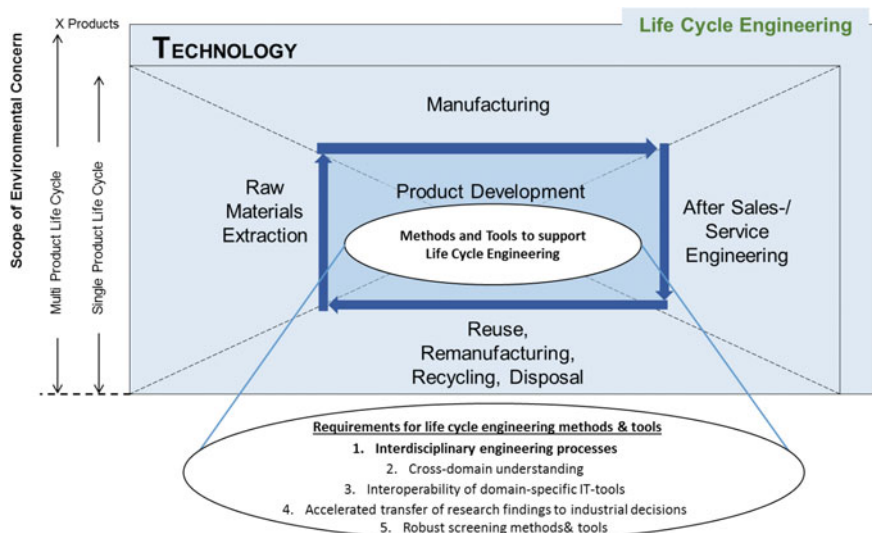 X Products
Life Cycle Engineering
TECHNOLOGY
Scope of Environmental Concern
Multi Product Life Cycle
Single Product Life Cycle
Manufacturing
Raw
Materials
Extraction
Product Development
Methods and Tools to support
Life Cycle Engineering
After Sales-/
Service
Engineering
Reuse,
Remanufacturing,
Recycling, Disposal
Requirements for life cycle engineering methods & tools
1. Interdisciplinary engineering processes
2. Cross-domain understanding
3. Interoperability of domain-specific IT-tools
4. Accelerated transfer of research findings to industrial decisions
5. Robust screening methods& tools